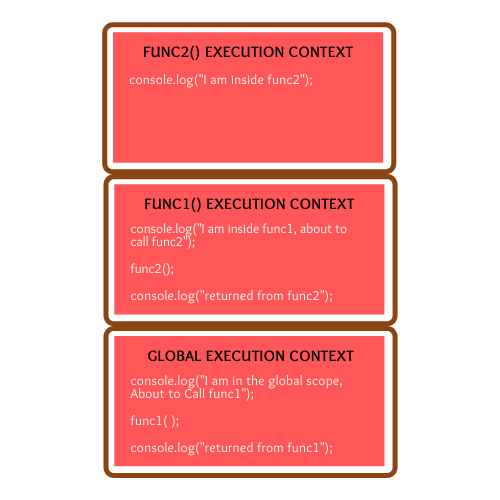 FUNC2() EXECUTION CONTEXT
console.log("I am inside func2");
FUNC1() EXECUTION CONTEXT
console.log("I am inside func1, about to
call func2");
func2();
console.log("returned from func2");
GLOBAL EXECUTION CONTEXT
console.log("I am in the global scope,
About to Call func1");
func1( );
console.log("returned from func1");